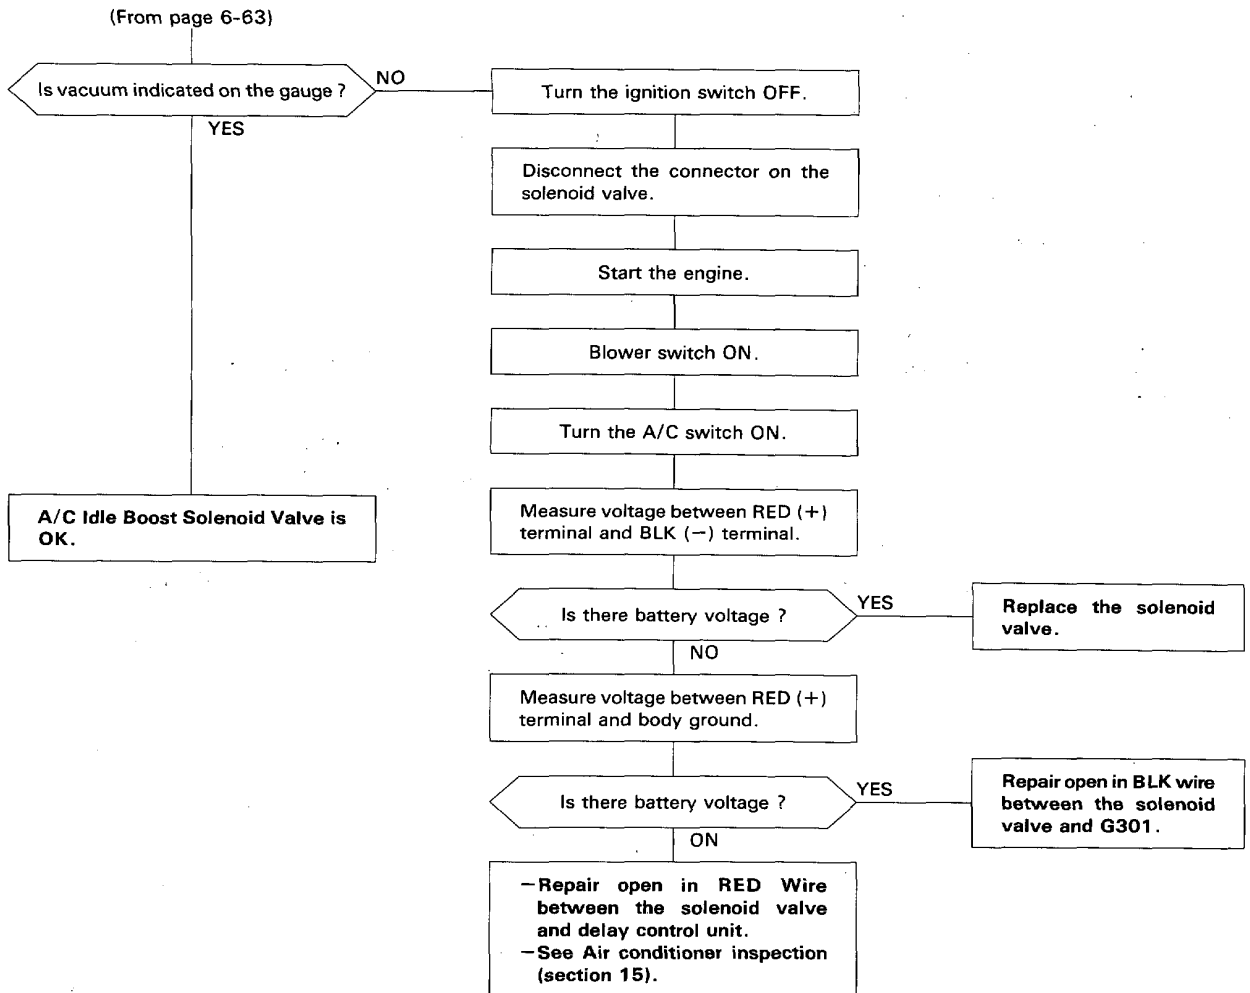 (From page 6-63)
Is vacuum indicated on the gauge ?
NO
YES
Turn the ignition switch OFF.
Disconnect the connector on the
solenoid valve.
Start the engine.
Blower switch ON.
Turn the A/C switch ON.
A/C Idle Boost Solenoid Valve is
OK.
Measure voltage between RED (+)
terminal and BLK (−) terminal.
Is there battery voltage ?
YES
Replace the solenoid
valve.
NO
Measure voltage between RED (+)
terminal and body ground.
Is there battery voltage ?
YES
Repair open in BLK wire
between the solenoid
valve and G301.
ON
−Repair open in RED Wire
between the solenoid valve
and delay control unit.
−See Air conditioner inspection
(section 15).